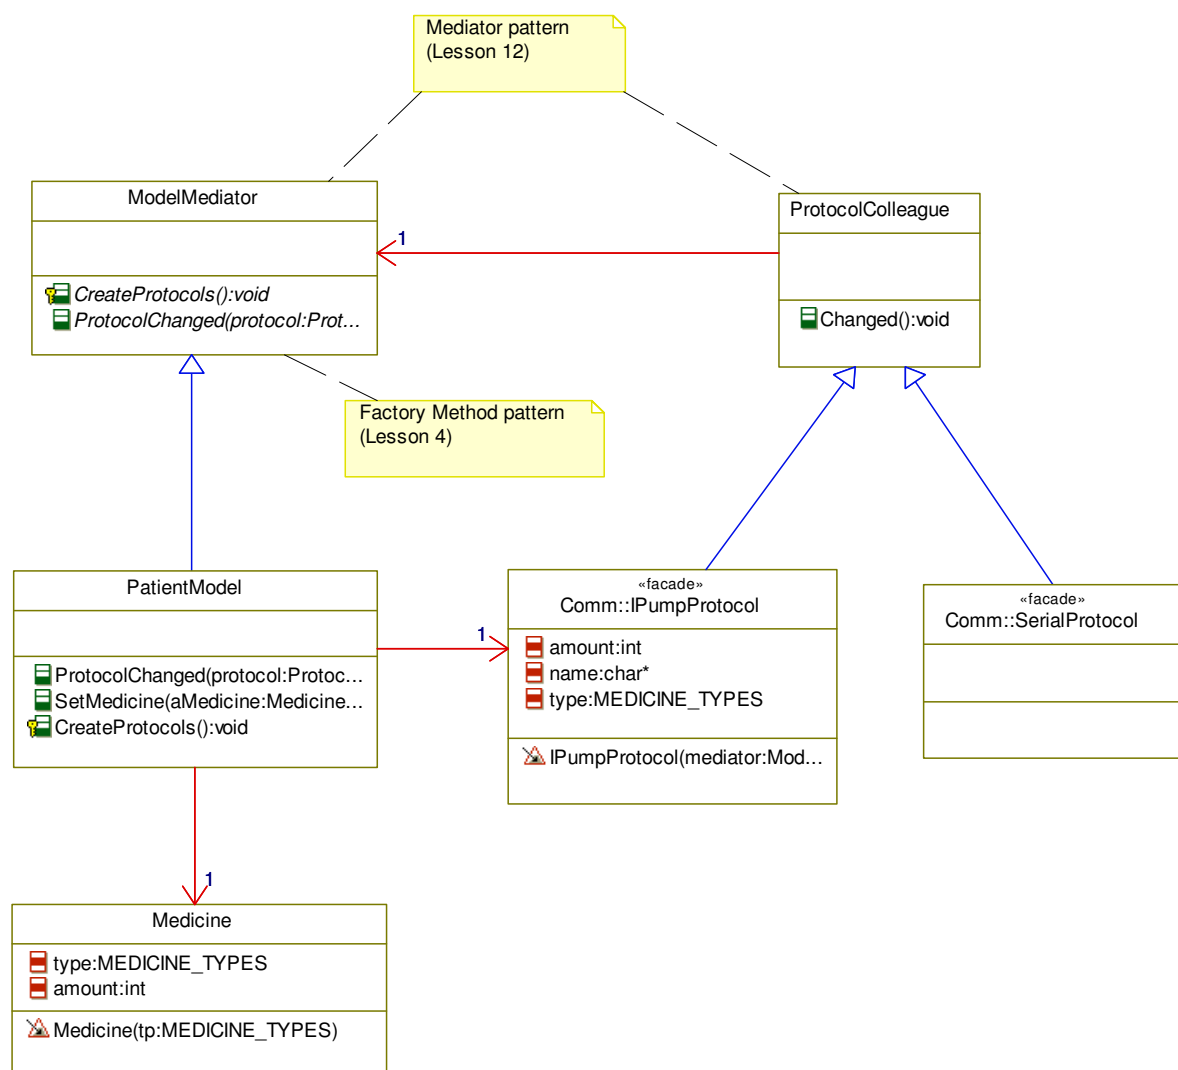 Mediator pattern
(Lesson 12)
ModelMediator
CreateProtocols():void
ProtocolChanged(protocol:Prot...
1
ProtocolColleague
Changed():void
Factory Method pattern
(Lesson 4)
PatientModel
ProtocolChanged(protocol:Protoc...
SetMedicine(aMedicine:Medicine...
CreateProtocols():void
1
«facade»
Comm::IPumpProtocol
amount:int
name:char*
type:MEDICINE_TYPES
IPumpProtocol(mediator:Mod...
«facade»
Comm::SerialProtocol
1
Medicine
type:MEDICINE_TYPES
amount:int
Medicine(tp:MEDICINE_TYPES)